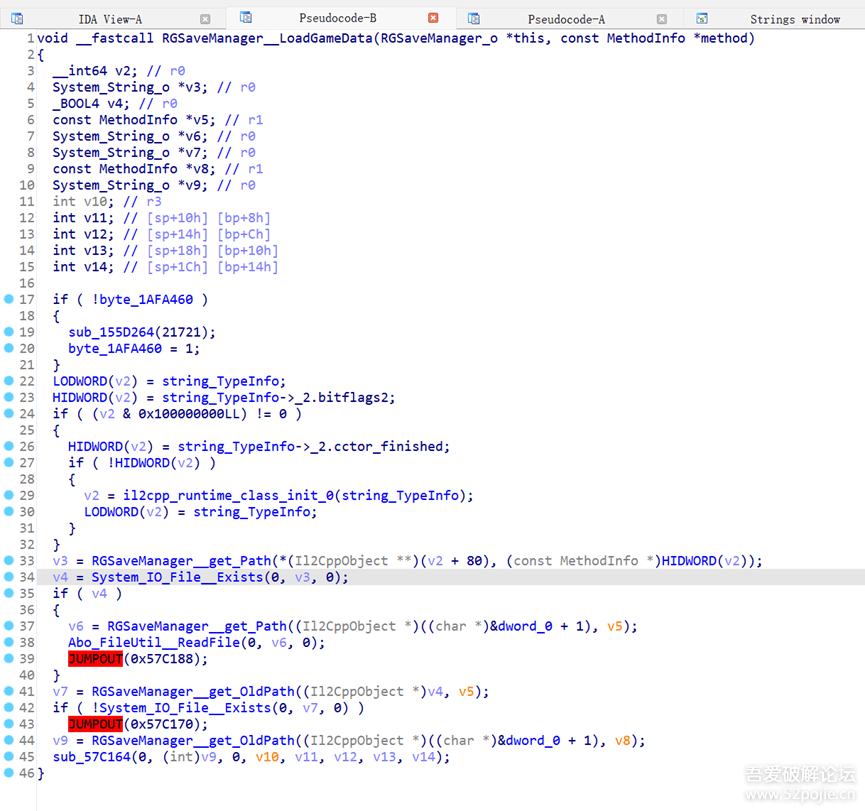 IDA View-A Pseudocode-B Pseudocode-A Strings window
1 void __fastcall RGSaveManager__LoadGameData(RGSaveManager_o *this, const MethodInfo *method)
2 {
3 __int64 v2; // r0
4 System_String_o *v3; // r0
5 _BOOL4 v4; // r0
6 const MethodInfo *v5; // r1
7 System_String_o *v6; // r0
8 System_String_o *v7; // r0
9 const MethodInfo *v8; // r1
10 System_String_o *v9; // r0
11 int v10; // r3
12 int v11; // [sp+10h] [bp+8h]
13 int v12; // [sp+14h] [bp+Ch]
14 int v13; // [sp+18h] [bp+10h]
15 int v14; // [sp+1Ch] [bp+14h]
16
17 if ( !byte_1AFA460 )
18 {
19 sub_155D264(21721);
20 byte_1AFA460 = 1;
21 }
22 LODWORD(v2) = string_TypeInfo;
23 HIDWORD(v2) = string_TypeInfo->_2.bitflags2;
24 if ( (v2 & 0x100000000LL) != 0 )
25 {
26 HIDWORD(v2) = string_TypeInfo->_2.cctor_finished;
27 if ( !HIDWORD(v2) )
28 {
29 v2 = il2cpp_runtime_class_init_0(string_TypeInfo);
30 LODWORD(v2) = string_TypeInfo;
31 }
32 }
33 v3 = RGSaveManager__get_Path(*(Il2CppObject **)(v2 + 80), (const MethodInfo *)HIDWORD(v2));
34 v4 = System_IO_File__Exists(0, v3, 0);
35 if ( v4 )
36 {
37 v6 = RGSaveManager__get_Path((Il2CppObject *)((char *)&dword_0 + 1), v5);
38 Abo_FileUtil__ReadFile(0, v6, 0);
39 JUMPOUT(0x57C188);
40 }
41 v7 = RGSaveManager__get_OldPath((Il2CppObject *)v4, v5);
42 if ( !System_IO_File__Exists(0, v7, 0) )
43 JUMPOUT(0x57C170);
44 v9 = RGSaveManager__get_OldPath((Il2CppObject *)((char *)&dword_0 + 1), v8);
45 sub_57C164(0, (int)v9, 0, v10, v11, v12, v13, v14);
46 }
吾爱破解论坛
www.52pojie.cn